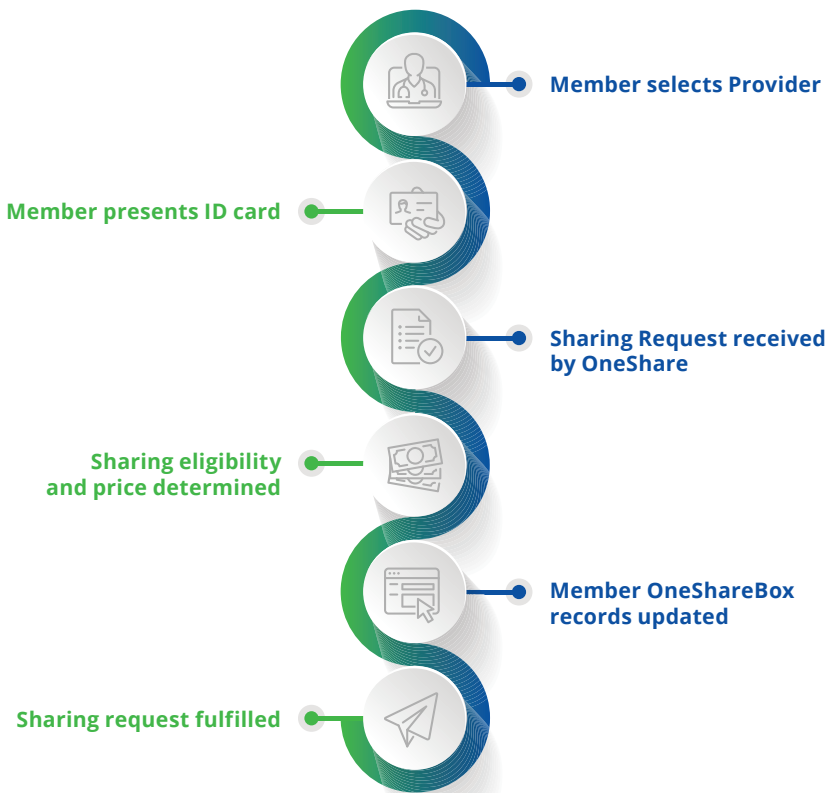 Member selects Provider
Member presents ID card
Sharing Request received
by OneShare
Sharing eligibility
and price determined
Member OneShareBox
records updated
Sharing request fulfilled